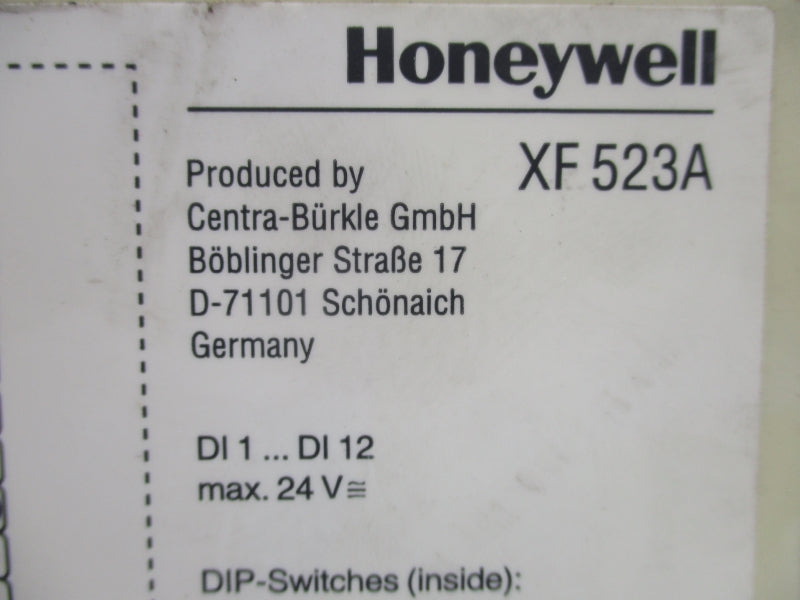 Honeywell
XF 523A
Produced by
Centra-Bürkle GmbH
Böblinger Straße 17
D-71101 Schönaich
Germany
DI 1 ... DI 12
max. 24 V ≅
DIP-Switches (inside):